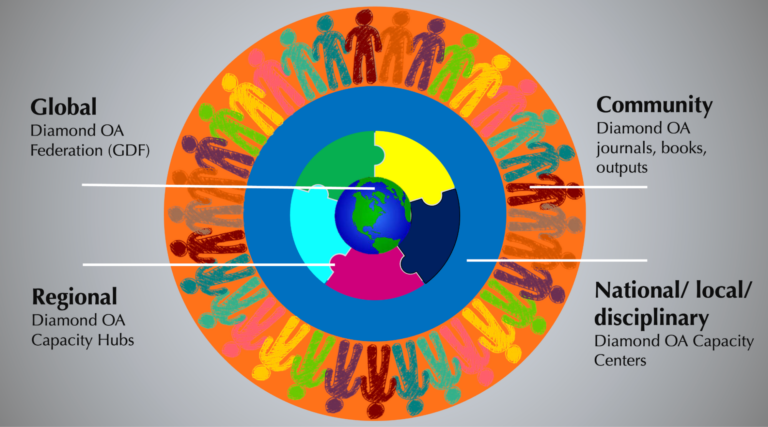 Global
Diamond OA
Federation (GDF)
Community
Diamond OA
journals, books,
outputs
Regional
Diamond OA
Capacity Hubs
National/ local/
disciplinary
Diamond OA Capacity
Centers